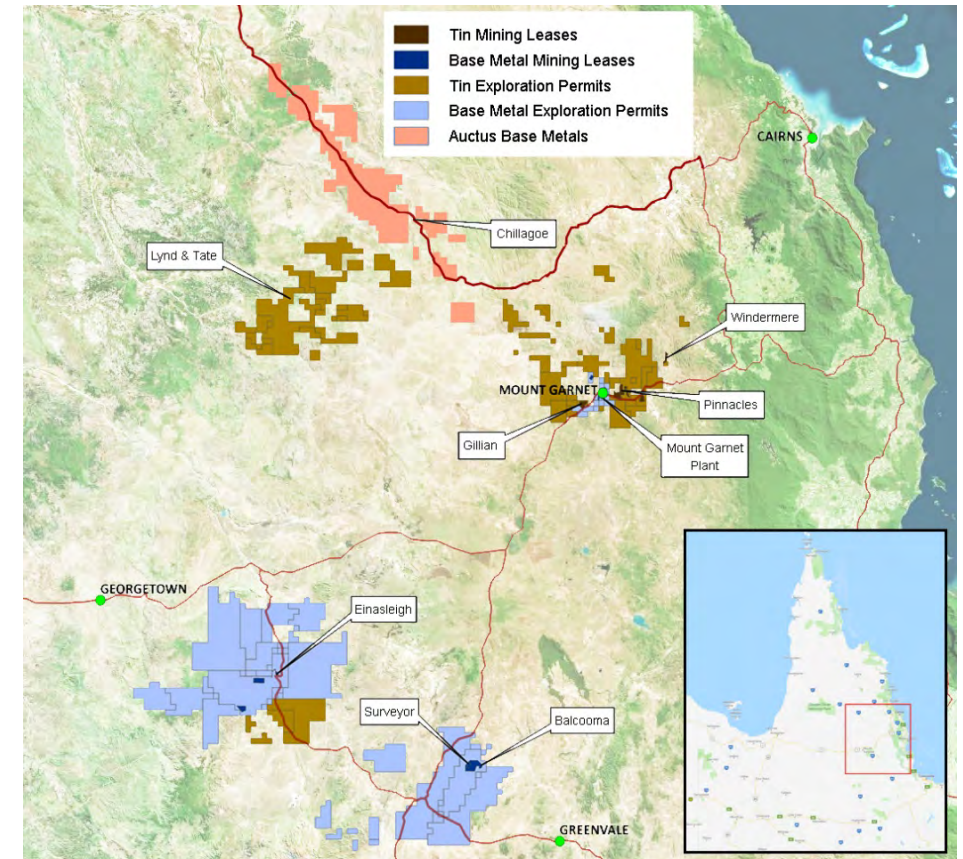 Tin Mining Leases
Base Metal Mining Leases
Tin Exploration Permits
Base Metal Exploration Permits
Auctus Base Metals
CAIRNS
Chillagoe
Lynd & Tate
Windermere
MOUNT GARNET
Pinnacles
Gillian
Mount Garnet
Plant
GEORGETOWN
Einasleigh
Surveyor
Balcooma
GREENVALE